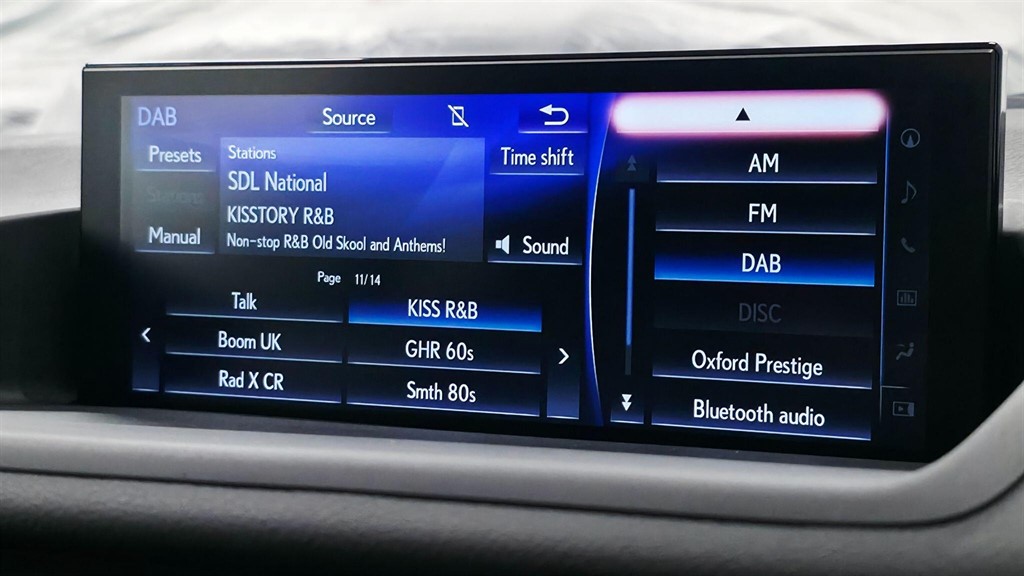 DAB
Source
Presets
Stations
Time shift
SDL National
Stations
KISSTORY R&B
Manual
Non-stop R&B Old Skool and Anthems!
Sound
Page 11/14
Talk
KISS R&B
Boom UK
GHR 60s
Rad X CR
Smth 80s
AM
FM
DAB
DISC
Oxford Prestige
Bluetooth audio